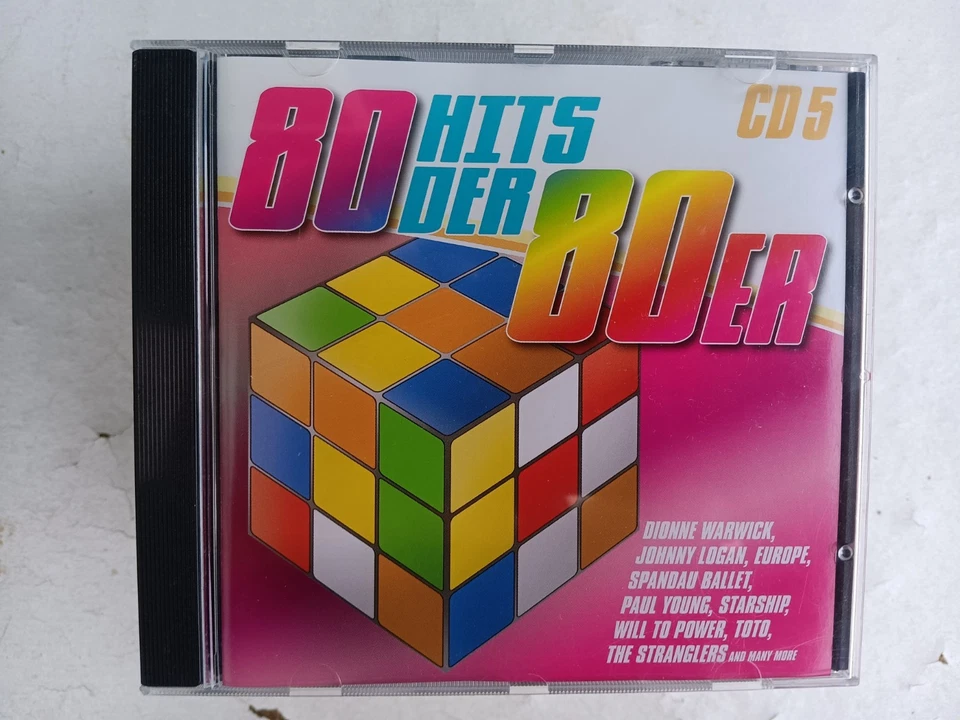 80 HITS
DER 80ER
CD 5
DIONNE WARWICK,
JOHNNY LOGAN, EUROPE,
SPANDAU BALLET,
PAUL YOUNG, STARSHIP,
WILL TO POWER, TOTO,
THE STRANGLERS AND MANY MORE